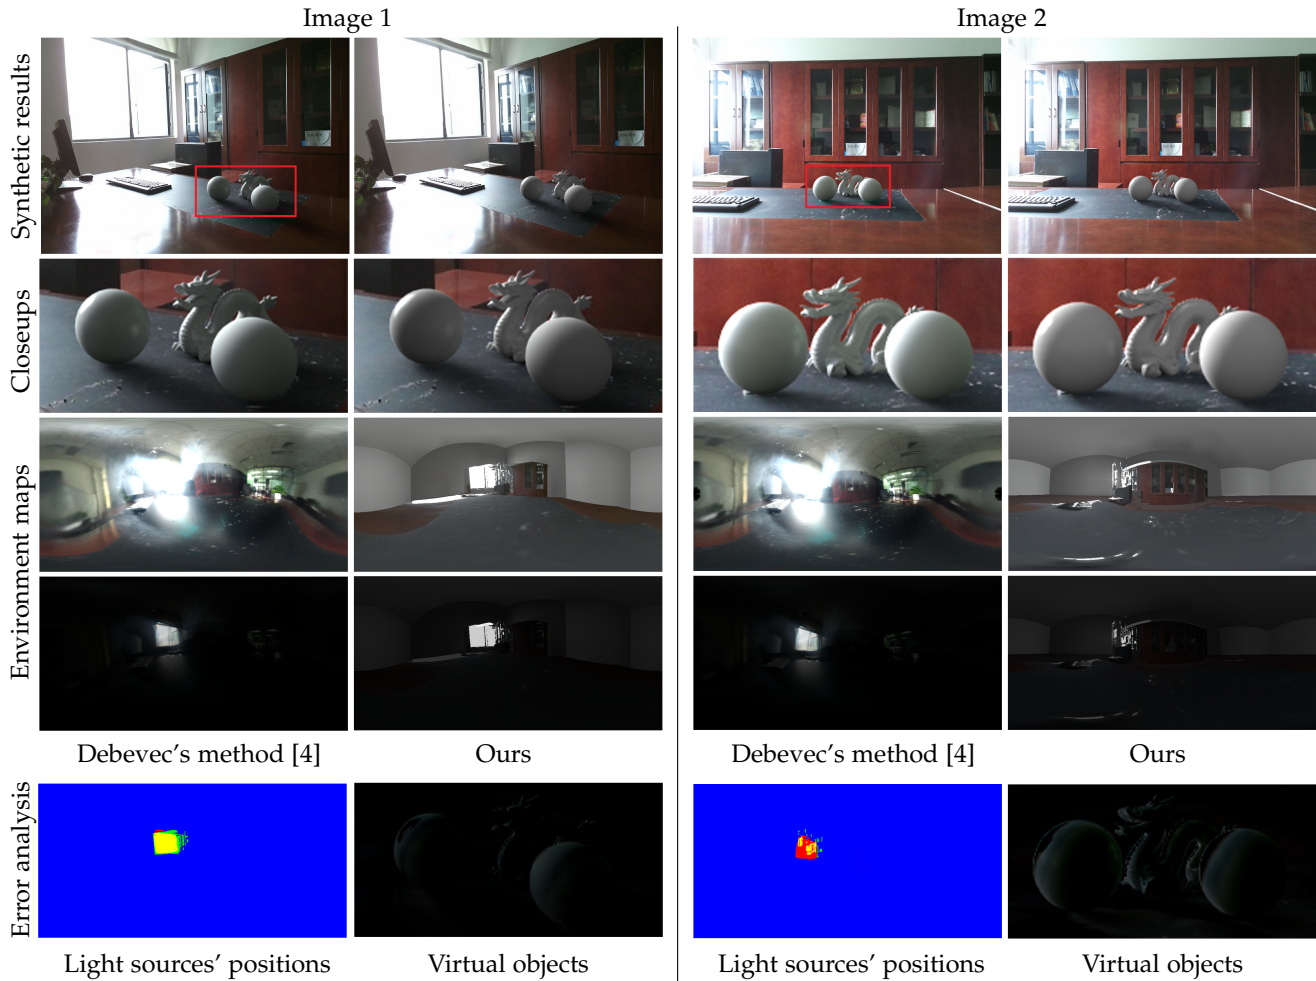 Image 1
Image 2
Synthetic results
Closeups
Environment maps
Debevec's method [4]
Ours
Debevec's method [4]
Ours
Error analysis
Light sources' positions
Virtual objects
Light sources' positions
Virtual objects